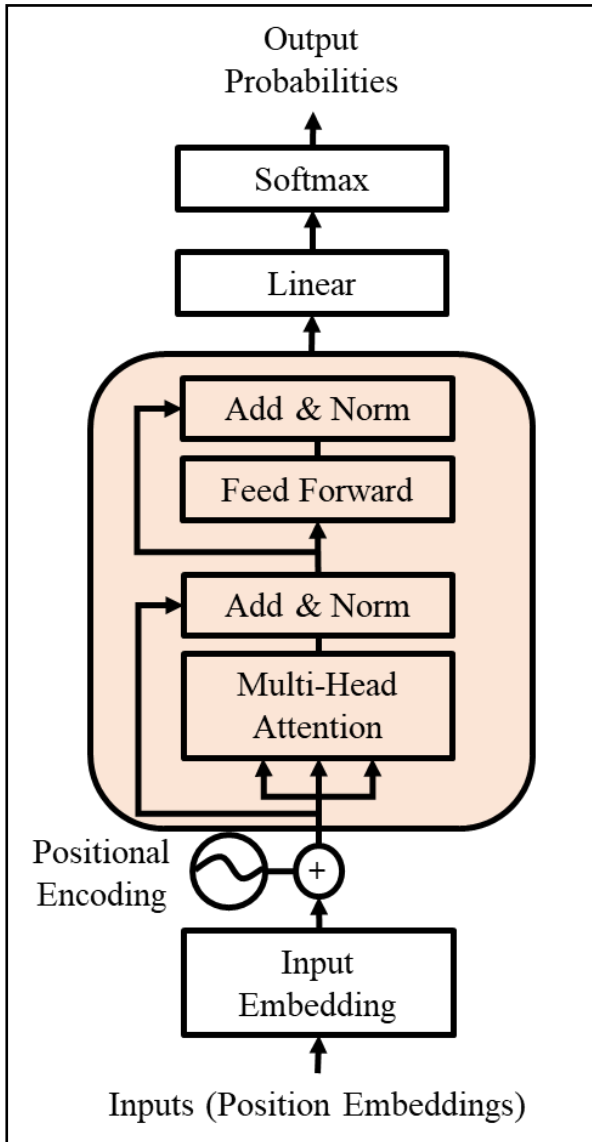 Output
Probabilities
Softmax
Linear
Add & Norm
Feed Forward
Add & Norm
Multi-Head
Attention
Positional
Encoding
+
Input
Embedding
Inputs (Position Embeddings)